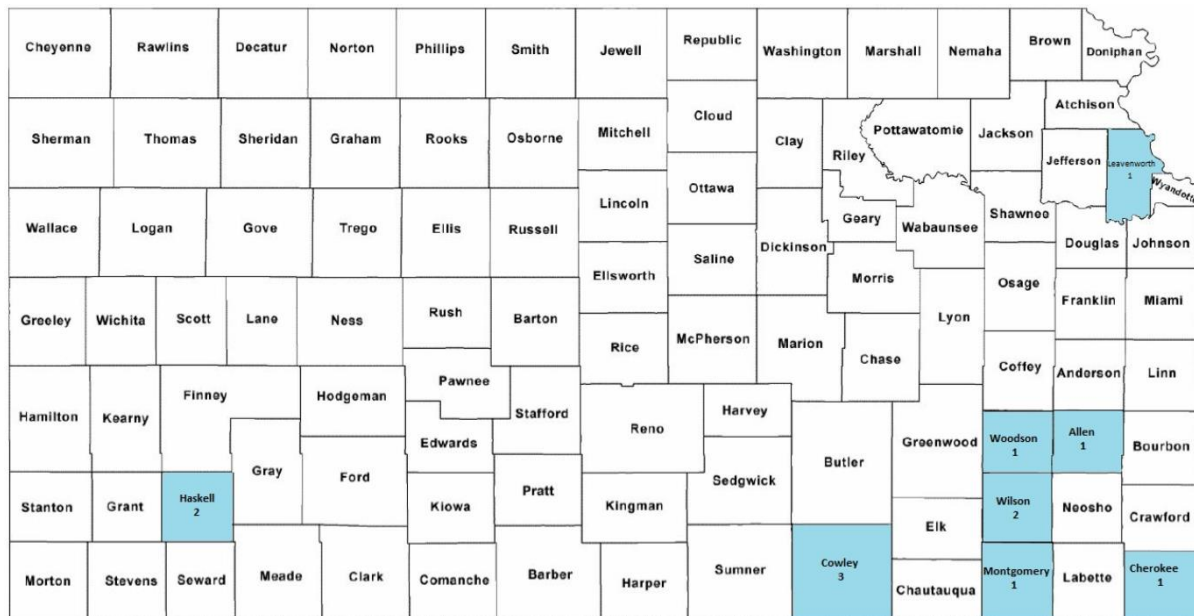 Cheyenne
Rawlins
Decatur
Norton
Phillips
Smith
Jewell
Republic
Washington
Marshall
Nemaha
Brown
Doniphan
Atchison
Sherman
Thomas
Sheridan
Graham
Rooks
Osborne
Mitchell
Cloud
Clay
Riley
Pottawatomie
Jackson
Jefferson
Leavenworth
1
Wyandotte
Wallace
Logan
Gove
Trego
Ellis
Russell
Lincoln
Ottawa
Geary
Wabaunsee
Shawnee
Douglas
Johnson
Ellsworth
Saline
Dickinson
Morris
Osage
Franklin
Miami
Greeley
Wichita
Scott
Lane
Ness
Rush
Barton
Rice
McPherson
Marion
Chase
Lyon
Coffey
Anderson
Linn
Hamilton
Kearny
Finney
Hodgeman
Pawnee
Stafford
Reno
Harvey
Butler
Greenwood
Woodson
1
Allen
1
Bourbon
Gray
Ford
Edwards
Sedgwick
Stanton
Grant
Haskell
2
Kiowa
Pratt
Kingman
Elk
Wilson
2
Neosho
Crawford
Morton
Stevens
Seward
Meade
Clark
Comanche
Barber
Harper
Sumner
Cowley
3
Chautauqua
Montgomery
1
Labette
Cherokee
1